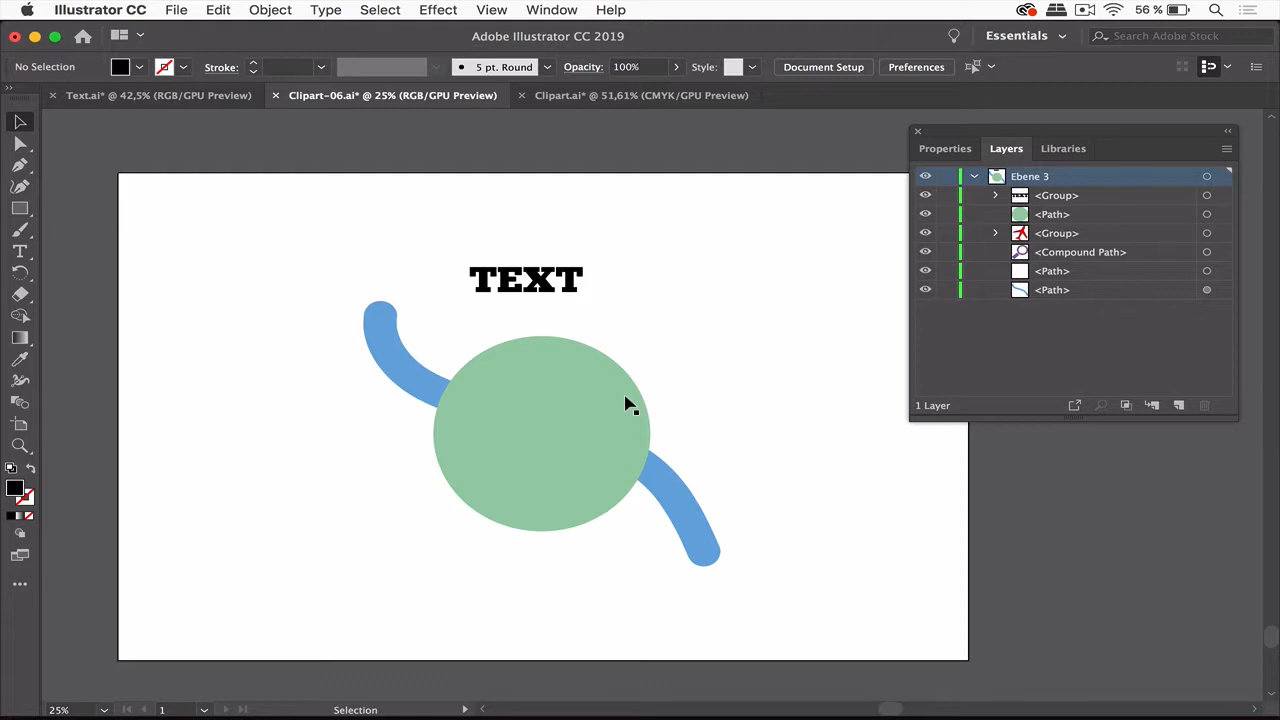 Illustrator CC File Edit Object Type Select Effect View Window Help 56 %
Adobe Illustrator CC 2019 Essentials Search Adobe Stock
No Selection Stroke: 5 pt. Round Opacity: 100% Style: Document Setup Preferences
Text.ai* @ 42,5% (RGB/GPU Preview) Clipart-06.ai* @ 25% (RGB/GPU Preview) Clipart.ai* @ 51,61% (CMYK/GPU Preview)
Properties Layers Libraries
Ebene 3
<Group>
<Path>
<Group>
<Compound Path>
<Path>
<Path>
1 Layer
TEXT
25% 1 Selection